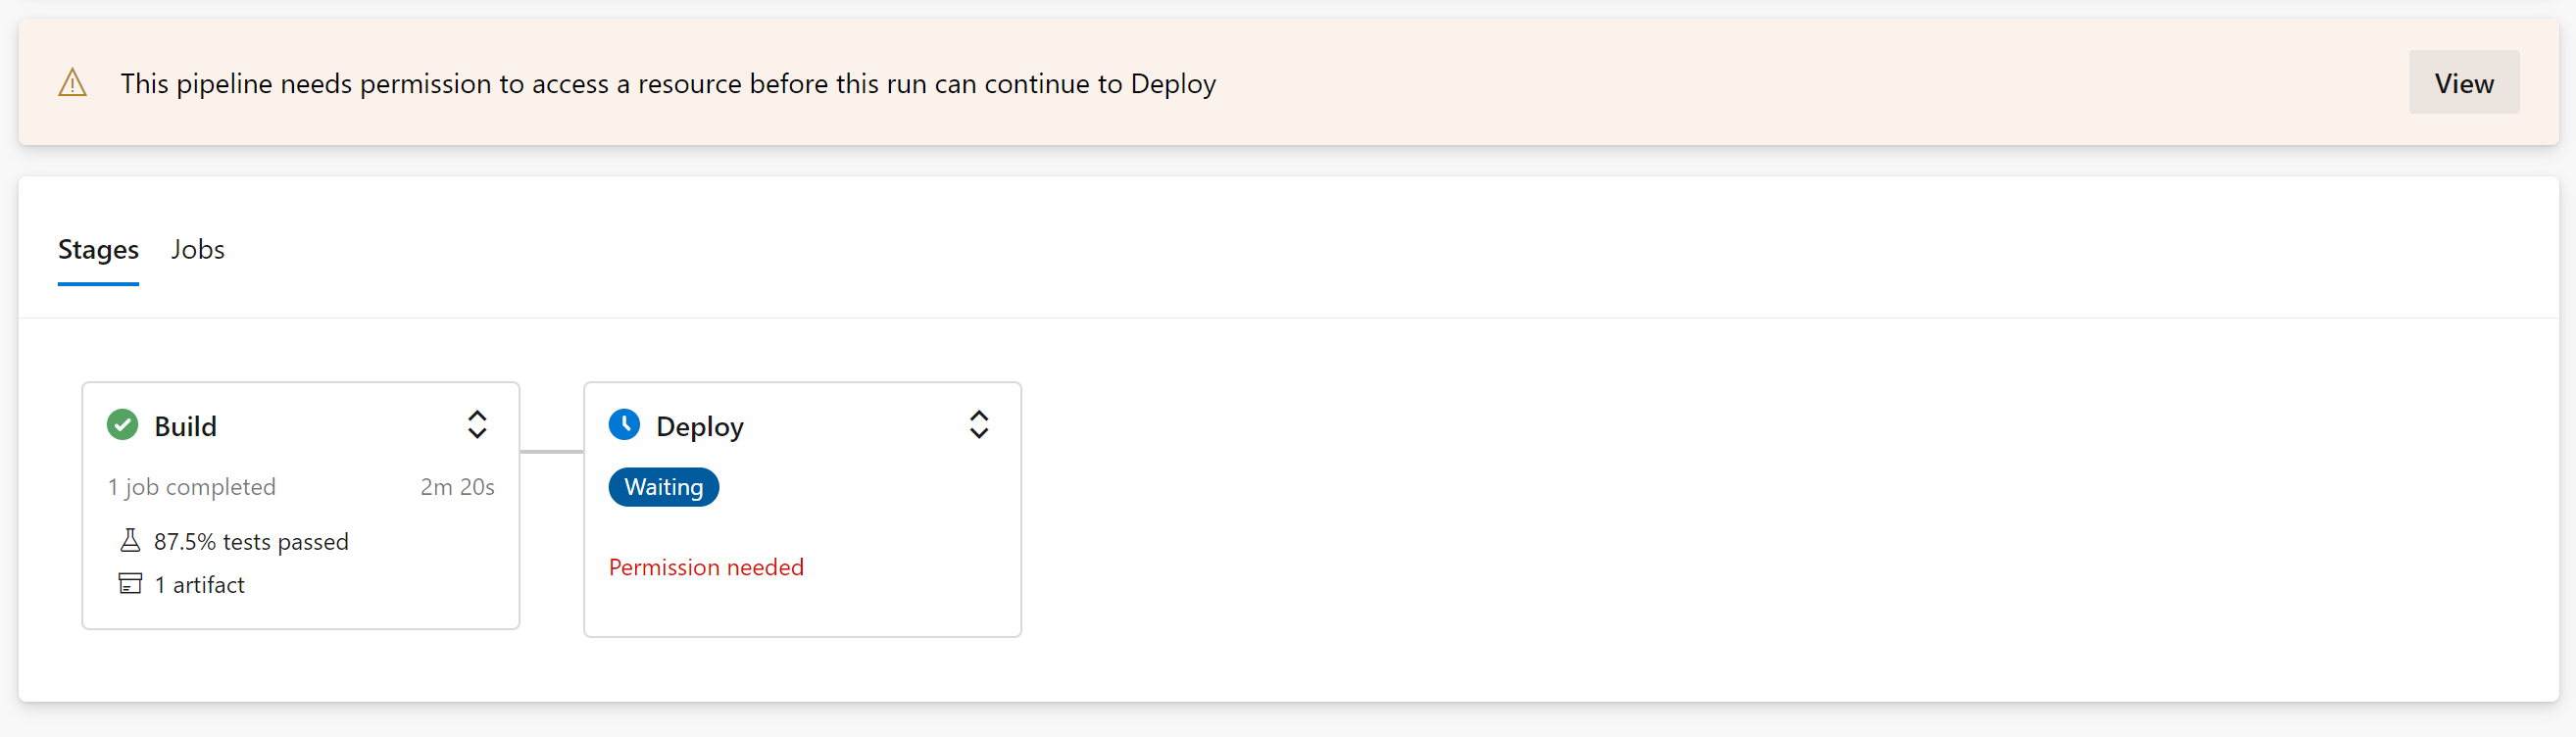 This pipeline needs permission to access a resource before this run can continue to Deploy
View
Stages Jobs
Build
1 job completed 2m 20s
87.5% tests passed
1 artifact
Deploy
Waiting
Permission needed